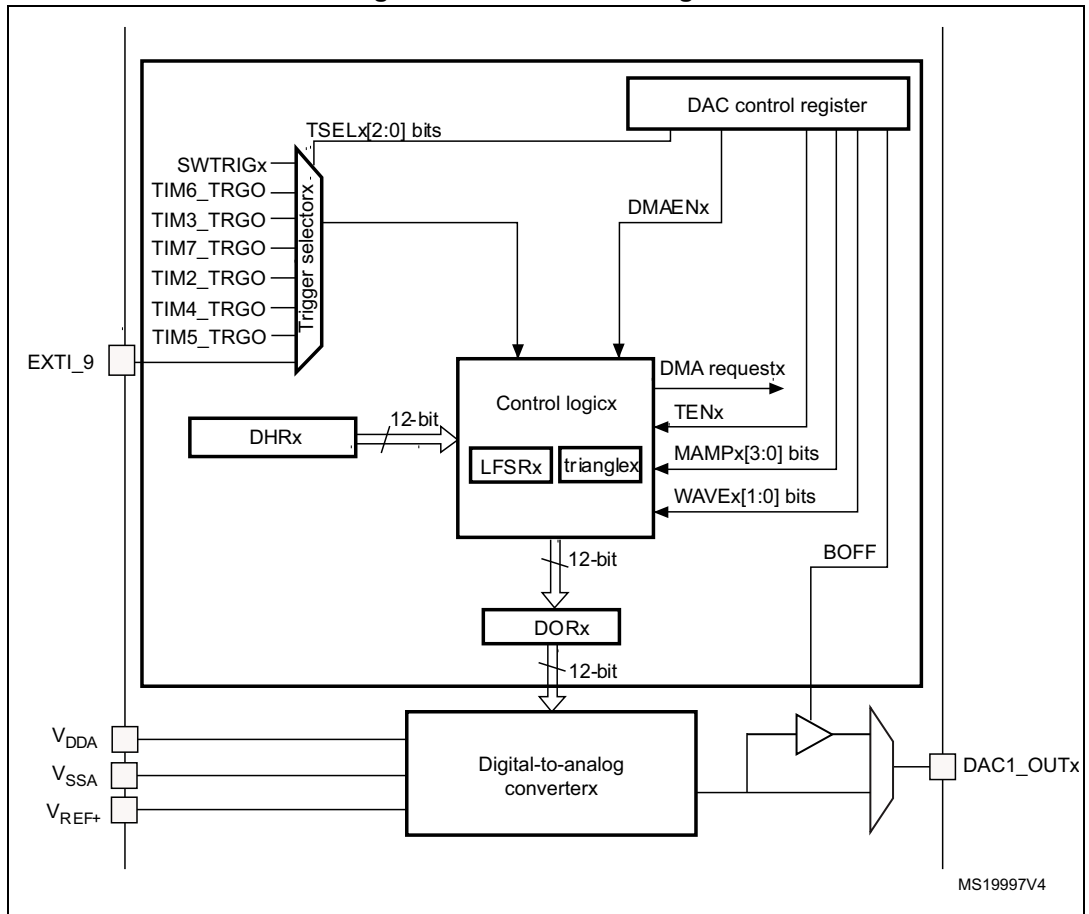 DAC control register
TSELx[2:0] bits
SWTRIGx
TIM6_TRGO
TIM3_TRGO
TIM7_TRGO
TIM2_TRGO
TIM4_TRGO
TIM5_TRGO
Trigger selectorx
DMAENx
EXTI_9
DMA requestx
Control logicx
TENx
12-bit
DHRx
LFSRx
trianglex
MAMPx[3:0] bits
WAVEx[1:0] bits
BOFF
12-bit
DORx
12-bit
VDDA
VSSA
VREF+
Digital-to-analog
converterx
DAC1_OUTx
MS19997V4